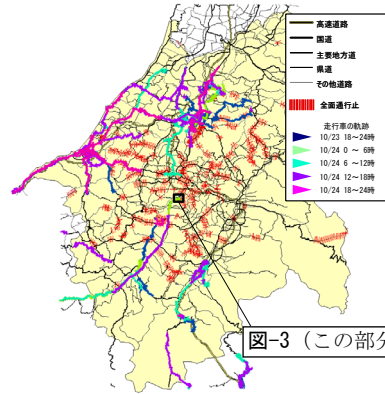 高速道路
国道
主要地方道
県道
その他道路
全面通行止
走行車の軌跡
10/23 18～24時
10/24 0 ～ 6時
10/24 6 ～12時
10/24 12～18時
10/24 18～24時
図-3（この部分